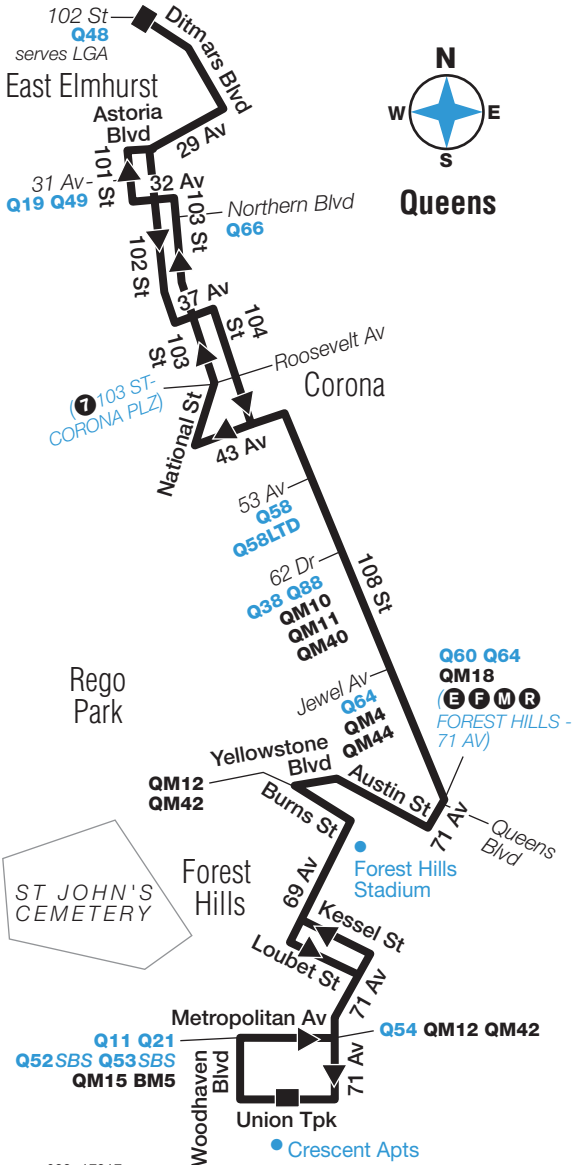 102 St
Q48
serves LGA
Ditmars Blvd
East Elmhurst
Astoria
Blvd
29 Av
N
W
E
S
Queens
101 St
31 Av
Q19 Q49
32 Av
103 St
Northern Blvd
Q66
102 St
37 Av
104
St
103
St
Roosevelt Av
(7 103 ST-
CORONA PLZ)
Corona
National St
43 Av
53 Av
Q58
Q58LTD
108 St
62 Dr
Q38 Q88
QM10
QM11
QM40
Rego
Park
Jewel Av
Q64
QM4
QM44
Q60 Q64
QM18
(E F M R
FOREST HILLS -
71 AV)
Yellowstone
Blvd
Austin St
71 Av
Queens
Blvd
QM12
QM42
Burns St
Forest Hills
Stadium
ST JOHN'S
CEMETERY
Forest
Hills
69 Av
Kessel St
Loubet St
71 Av
Metropolitan Av
Q54 QM12 QM42
Q11 Q21
Q52SBS Q53SBS
QM15 BM5
Woodhaven
Blvd
71 Av
Union Tpk
Crescent Apts